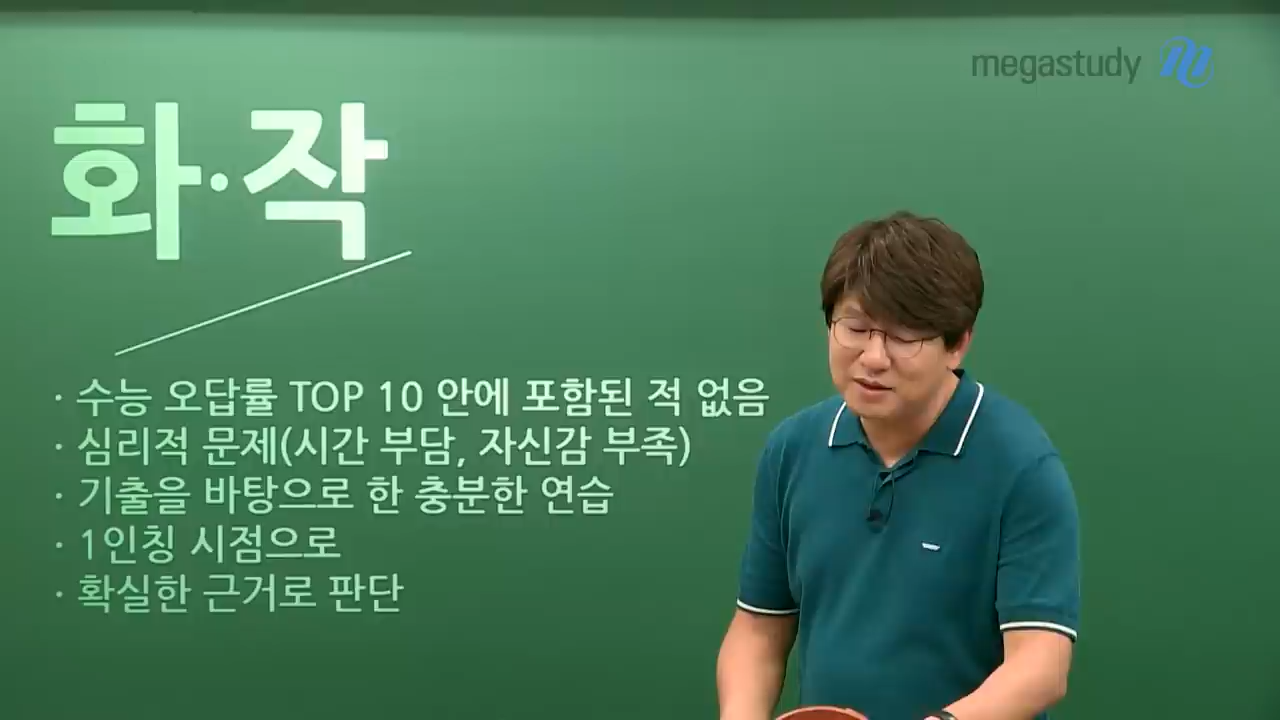 megastudy
화·작
· 수능 오답률 TOP 10 안에 포함된 적 없음
· 심리적 문제(시간 부담, 자신감 부족)
· 기출을 바탕으로 한 충분한 연습
· 1인칭 시점으로
· 확실한 근거로 판단